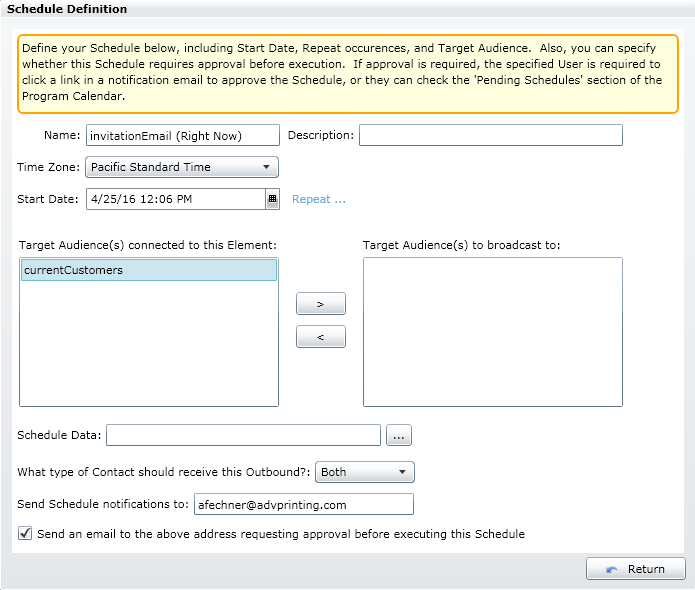 Schedule Definition
Define your Schedule below, including Start Date, Repeat occurences, and Target Audience.  Also, you can specify
whether this Schedule requires approval before execution.  If approval is required, the specified User is required to
click a link in a notification email to approve the Schedule, or they can check the 'Pending Schedules' section of the
Program Calendar.
Name: invitationEmail (Right Now) Description:
Time Zone: Pacific Standard Time
Start Date: 4/25/16 12:06 PM Repeat ...
Target Audience(s) connected to this Element: Target Audience(s) to broadcast to:
currentCustomers
>
<
Schedule Data: ...
What type of Contact should receive this Outbound?: Both
Send Schedule notifications to: afechner@advprinting.com
Send an email to the above address requesting approval before executing this Schedule
Return